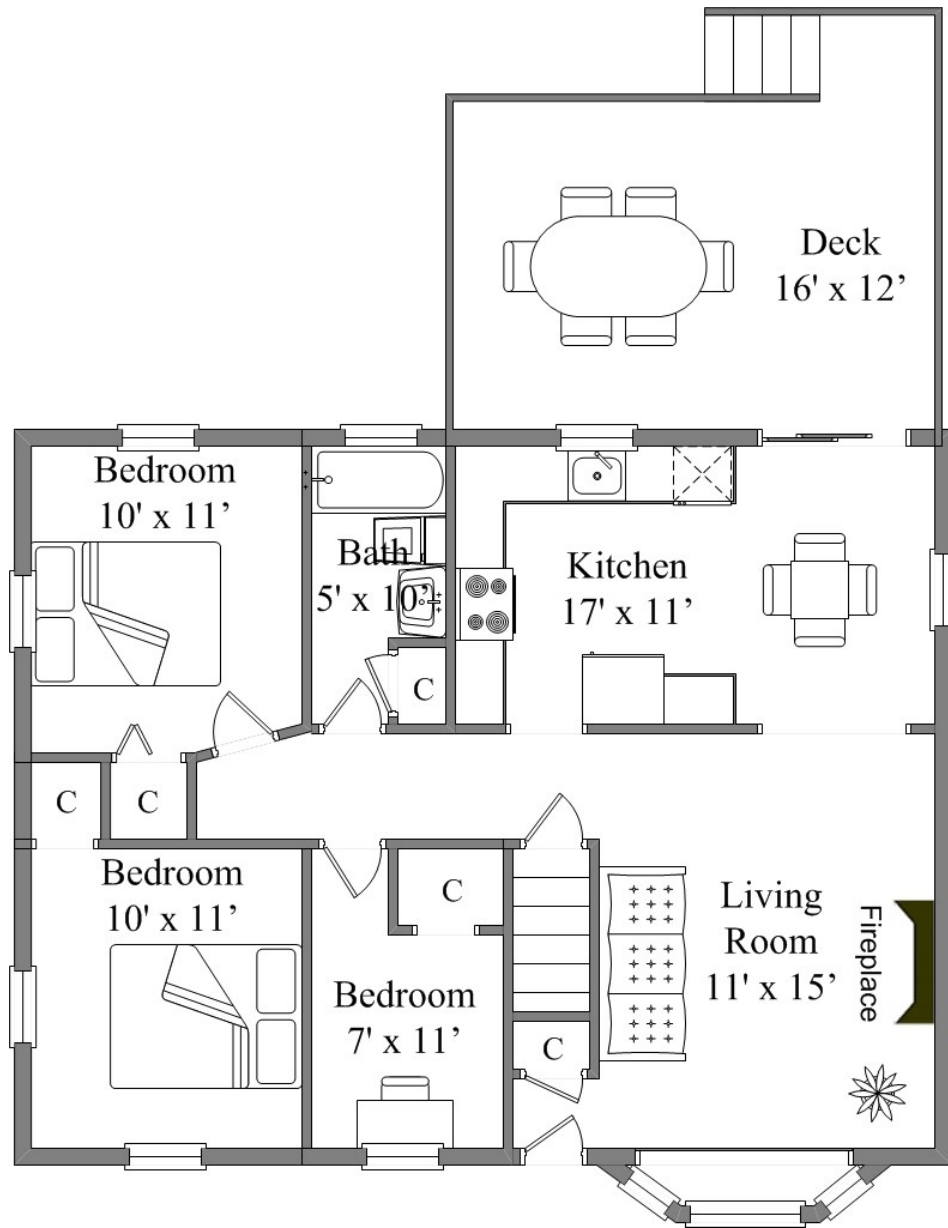 Deck
16' x 12’
Bedroom
10' x 11’
Bath
5' x 10’
Kitchen
17' x 11’
C
C
C
Bedroom
10' x 11’
C
Living
Room
11' x 15’
Fireplace
Bedroom
7' x 11’
C